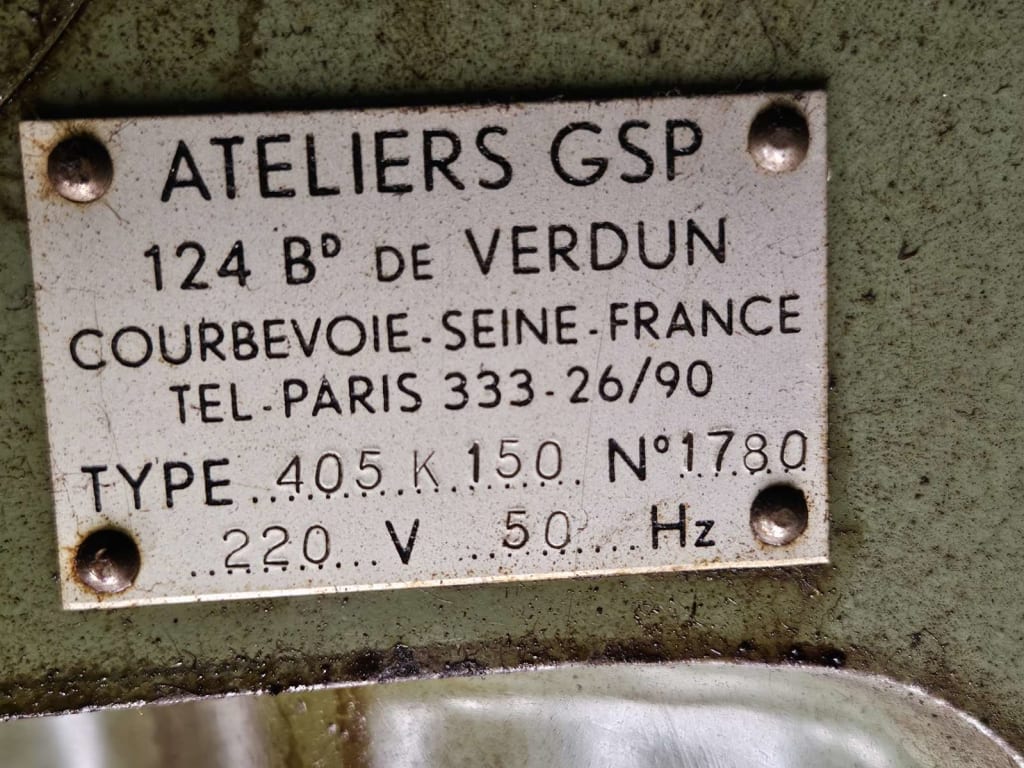 ATELIERS GSP
124 Bᴰ DE VERDUN
COURBEVOIE-SEINE-FRANCE
TEL-PARIS 333-26/90
TYPE 405 K 150 N° 1780
220 V 50 Hz